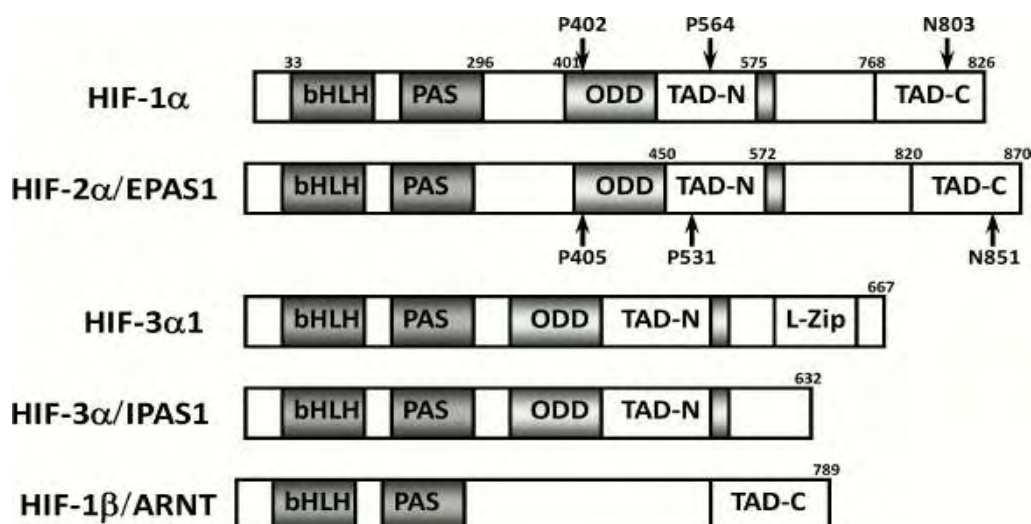 P402 P564 N803
33 296 401 575 768 826
HIF-1α bHLH PAS ODD TAD-N TAD-C
450 572 820 870
HIF-2α/EPAS1 bHLH PAS ODD TAD-N TAD-C
P405 P531 N851
667
HIF-3α1 bHLH PAS ODD TAD-N L-Zip
632
HIF-3α/IPAS1 bHLH PAS ODD TAD-N
789
HIF-1β/ARNT bHLH PAS TAD-C